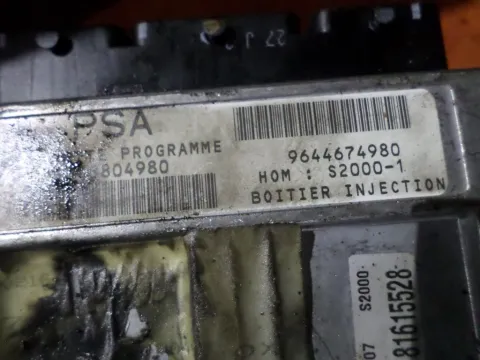 PSA
PROGRAMME
804980
9644674980
HOM : S2000-1
BOITIER INJECTION
S2000
81615528